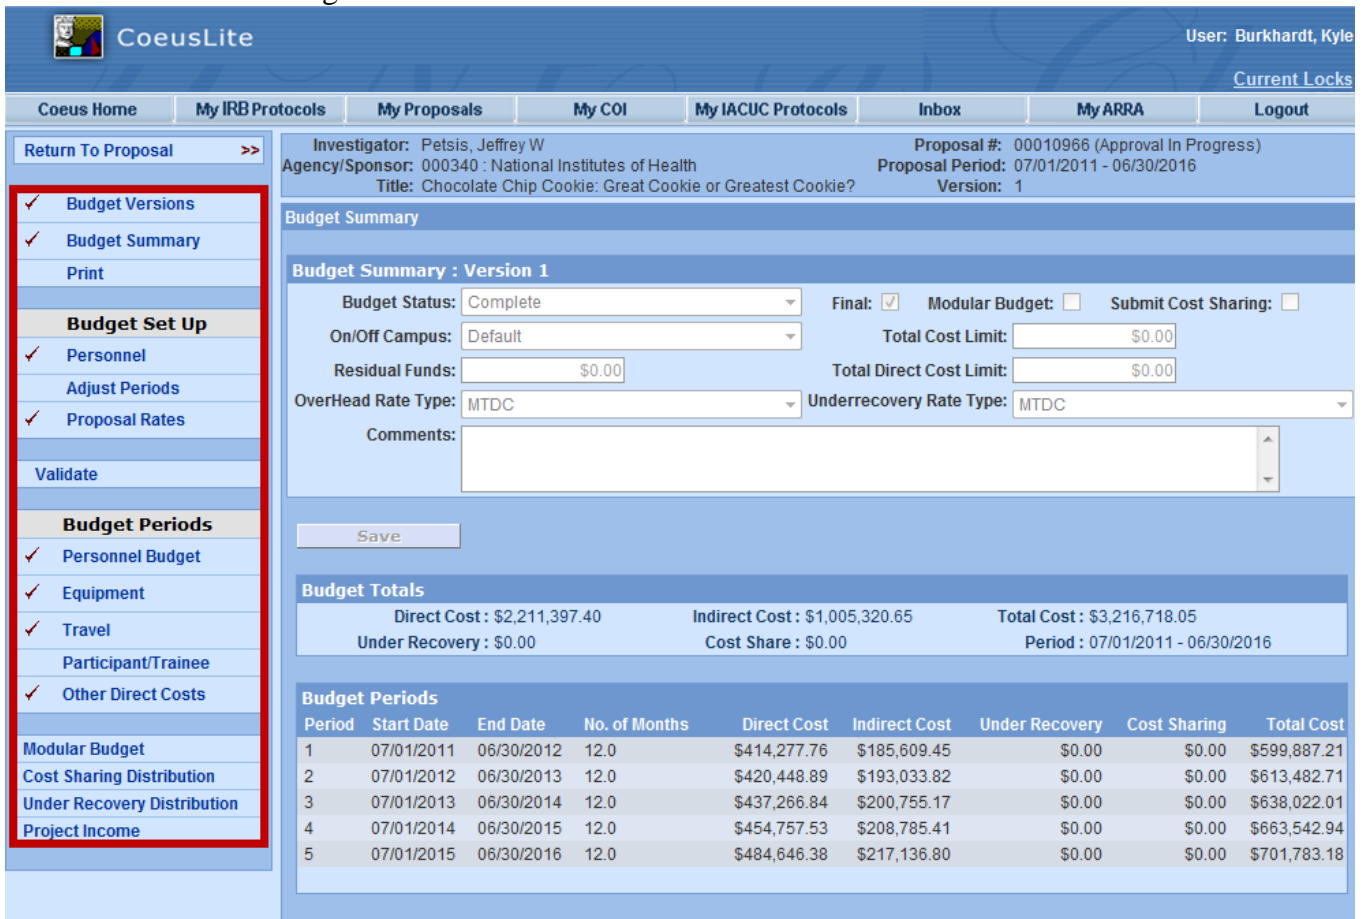 CoeusLite
User: Burkhardt, Kyle
Current Locks
Coeus Home My IRB Protocols My Proposals My COI My IACUC Protocols Inbox My ARRA Logout
Return To Proposal >>
Budget Versions
Budget Summary
Print
Budget Set Up
Personnel
Adjust Periods
Proposal Rates
Validate
Budget Periods
Personnel Budget
Equipment
Travel
Participant/Trainee
Other Direct Costs
Modular Budget
Cost Sharing Distribution
Under Recovery Distribution
Project Income
Investigator: Petsis, Jeffrey W Proposal #: 00010966 (Approval In Progress)
Agency/Sponsor: 000340 : National Institutes of Health Proposal Period: 07/01/2011 - 06/30/2016
Title: Chocolate Chip Cookie: Great Cookie or Greatest Cookie? Version: 1
Budget Summary
Budget Summary : Version 1
Budget Status: Complete Final: Modular Budget: Submit Cost Sharing:
On/Off Campus: Default Total Cost Limit: $0.00
Residual Funds: $0.00 Total Direct Cost Limit: $0.00
OverHead Rate Type: MTDC Underrecovery Rate Type: MTDC
Comments:
Save
Budget Totals
Direct Cost : $2,211,397.40 Indirect Cost : $1,005,320.65 Total Cost : $3,216,718.05
Under Recovery : $0.00 Cost Share : $0.00 Period : 07/01/2011 - 06/30/2016
Budget Periods
Period Start Date End Date No. of Months Direct Cost Indirect Cost Under Recovery Cost Sharing Total Cost
1 07/01/2011 06/30/2012 12.0 $414,277.76 $185,609.45 $0.00 $0.00 $599,887.21
2 07/01/2012 06/30/2013 12.0 $420,448.89 $193,033.82 $0.00 $0.00 $613,482.71
3 07/01/2013 06/30/2014 12.0 $437,266.84 $200,755.17 $0.00 $0.00 $638,022.01
4 07/01/2014 06/30/2015 12.0 $454,757.53 $208,785.41 $0.00 $0.00 $663,542.94
5 07/01/2015 06/30/2016 12.0 $484,646.38 $217,136.80 $0.00 $0.00 $701,783.18